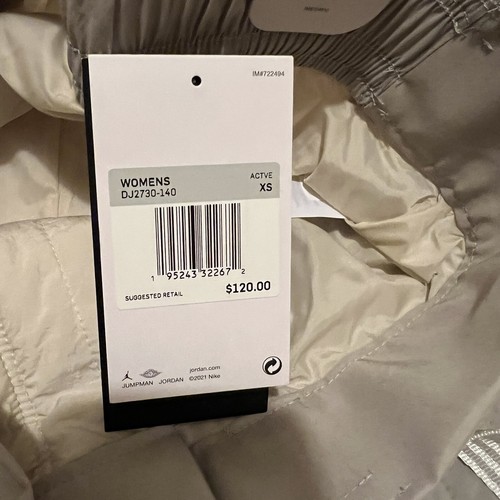 IM#722494
WOMENS ACTVE
DJ2730-140 XS
1 95243 32267 2
SUGGESTED RETAIL $120.00
jordan.com
JUMPMAN JORDAN ©2021 Nike